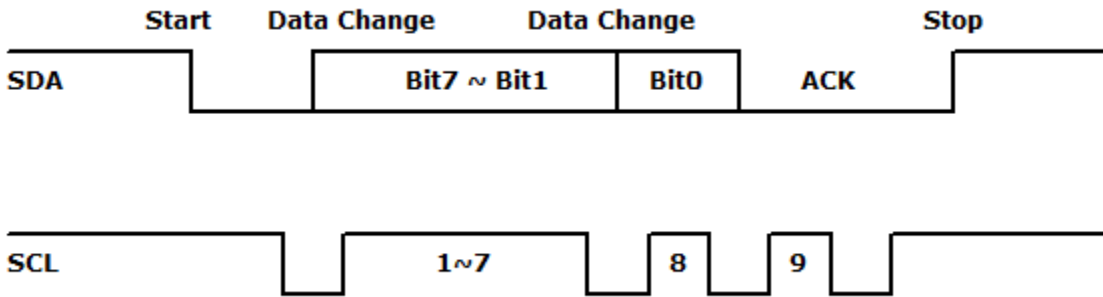 Start Data Change Data Change Stop
SDA Bit7 ~ Bit1 Bit0 ACK
SCL 1~7 8 9